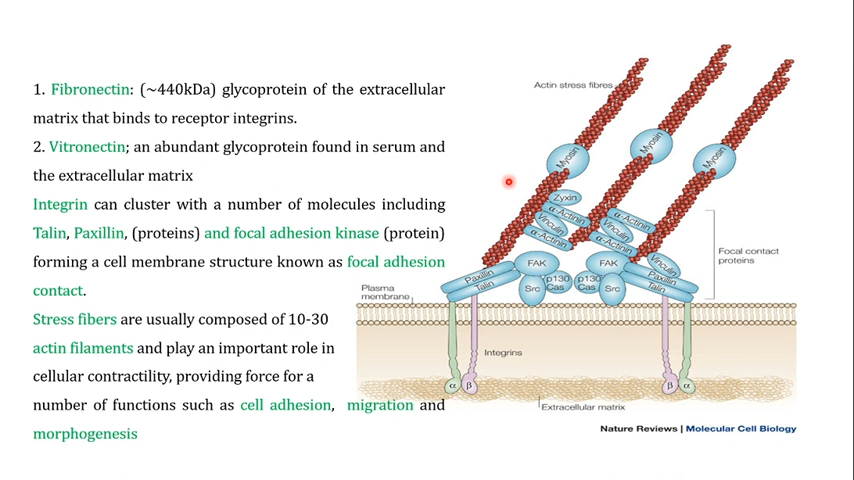 1. Fibronectin: (~440kDa) glycoprotein of the extracellular
matrix that binds to receptor integrins.
2. Vitronectin; an abundant glycoprotein found in serum and
the extracellular matrix
Integrin can cluster with a number of molecules including
Talin, Paxillin, (proteins) and focal adhesion kinase (protein)
forming a cell membrane structure known as focal adhesion
contact.
Stress fibers are usually composed of 10-30
actin filaments and play an important role in
cellular contractility, providing force for a
number of functions such as cell adhesion, migration and
morphogenesis
Actin stress fibres
Myosin
Myosin
Myosin
Zyxin
α-Actinin
Vinculin
α-Actinin
α-Actinin
Vinculin
α-Actinin
Vinculin
FAK
FAK
Paxillin
Talin
Src
p130
Cas
p130
Cas
Src
Paxillin
Talin
Focal contact
proteins
Plasma
membrane
Integrins
α
β
β
α
Extracellular matrix
Nature Reviews | Molecular Cell Biology